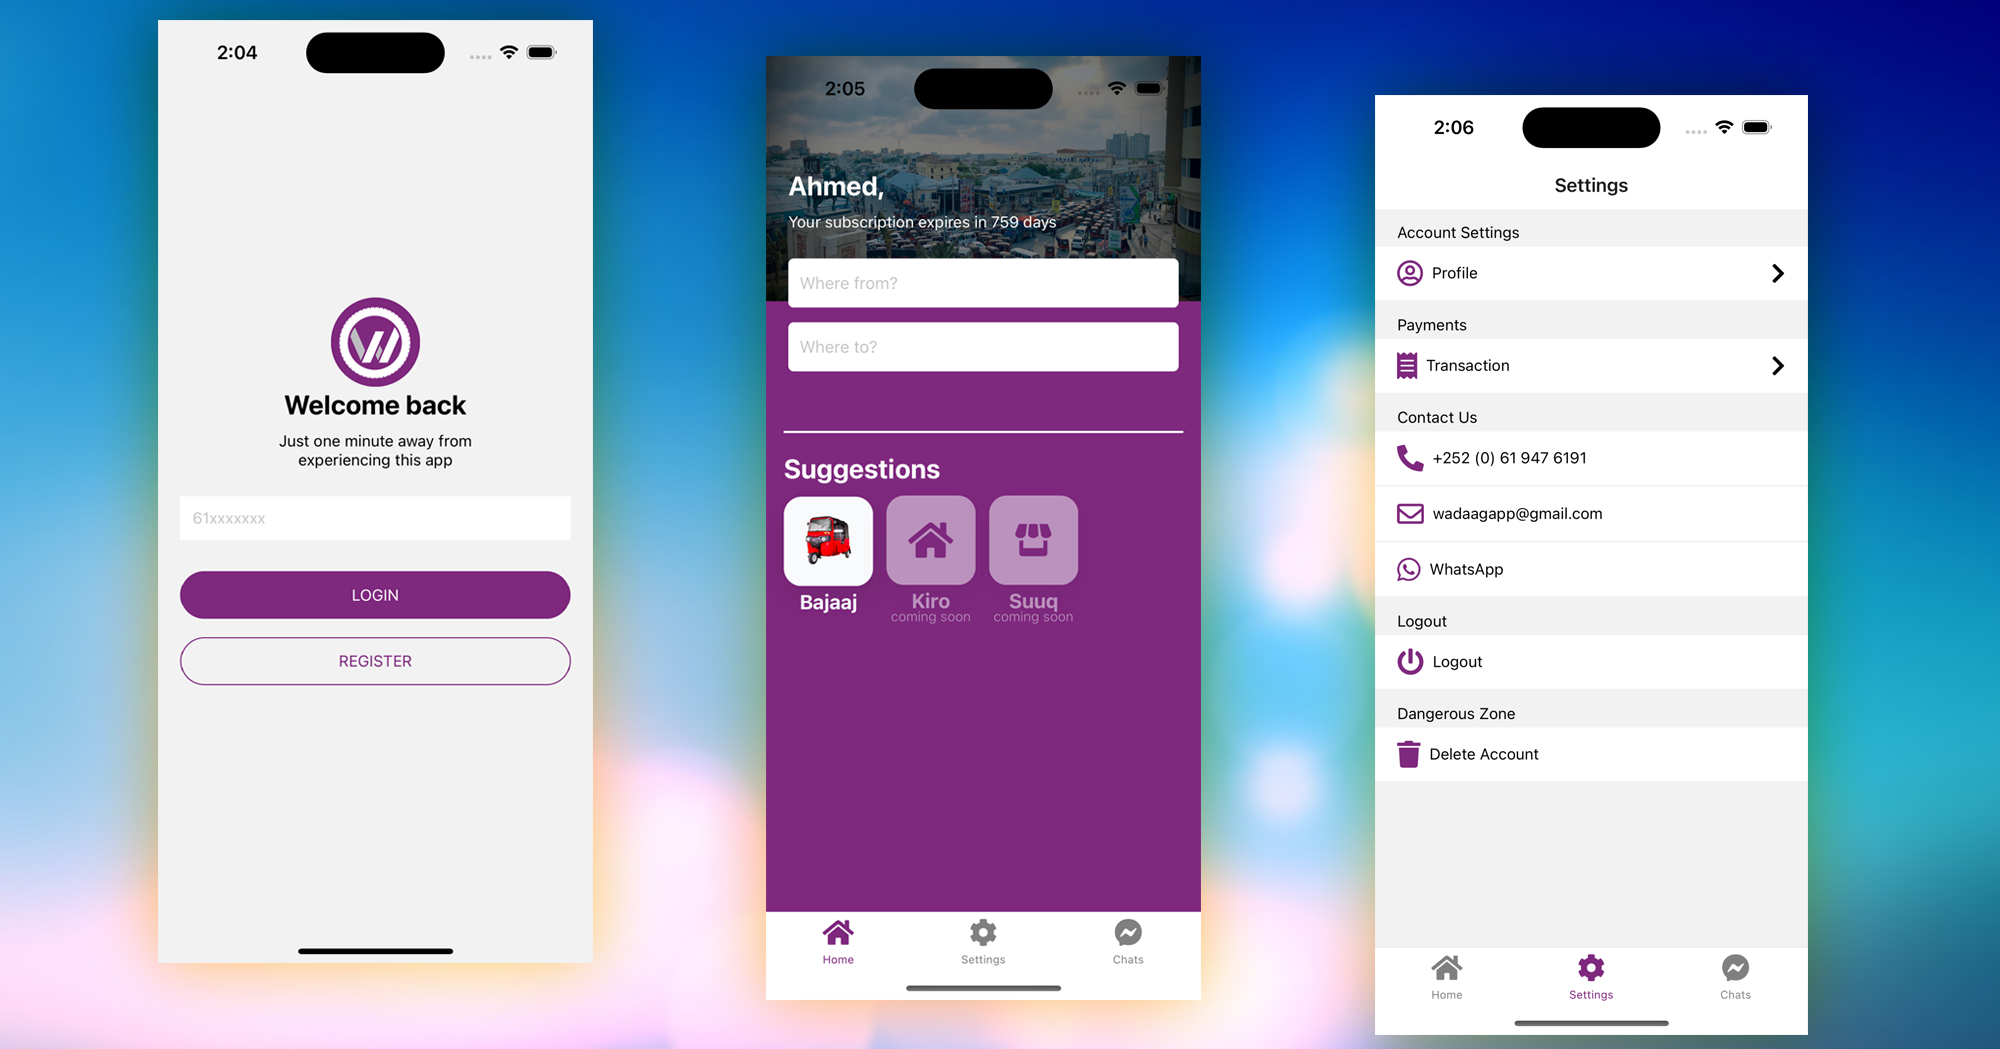 2:04
W
Welcome back
Just one minute away from
experiencing this app
61xxxxxxx
LOGIN
REGISTER
2:05
Ahmed,
Your subscription expires in 759 days
Where from?
Where to?
Suggestions
Bajaaj
Kiro
coming soon
Suuq
coming soon
Home
Settings
Chats
2:06
Settings
Account Settings
Profile
Payments
Transaction
Contact Us
+252 (0) 61 947 6191
wadaagapp@gmail.com
WhatsApp
Logout
Logout
Dangerous Zone
Delete Account
Home
Settings
Chats